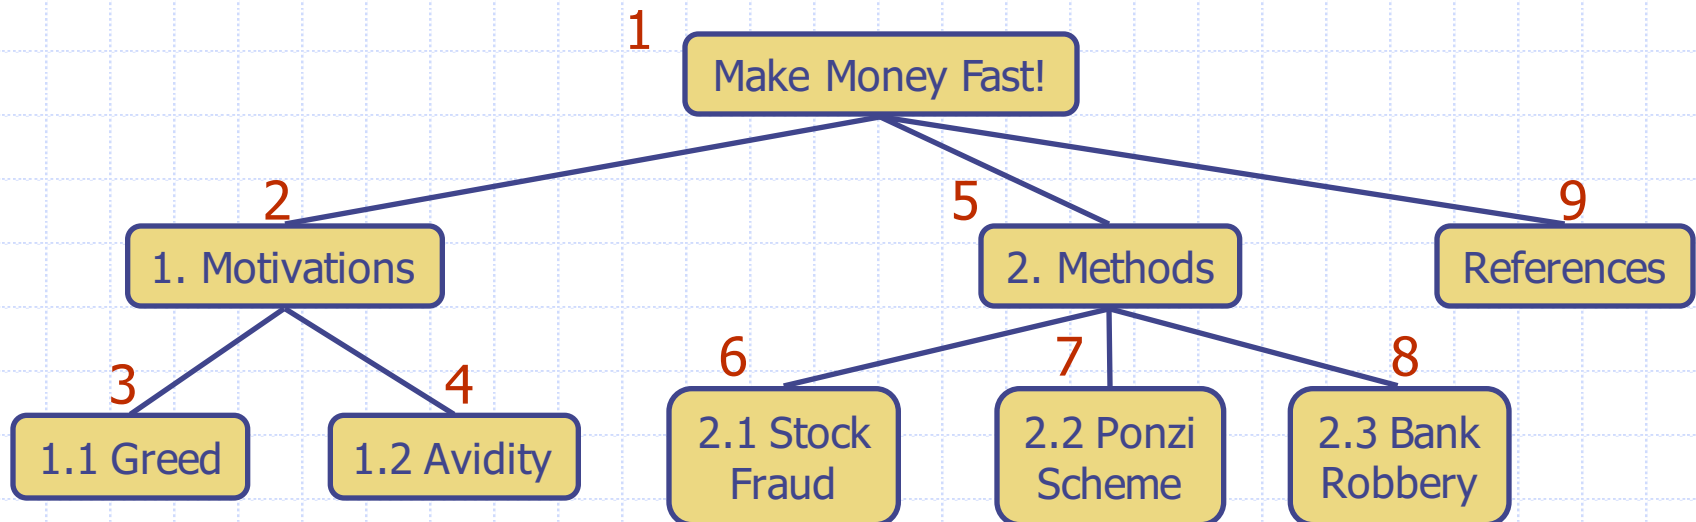 1
Make Money Fast!
2
5
9
1. Motivations
2. Methods
References
3
4
6
7
8
1.1 Greed
1.2 Avidity
2.1 Stock
Fraud
2.2 Ponzi
Scheme
2.3 Bank
Robbery